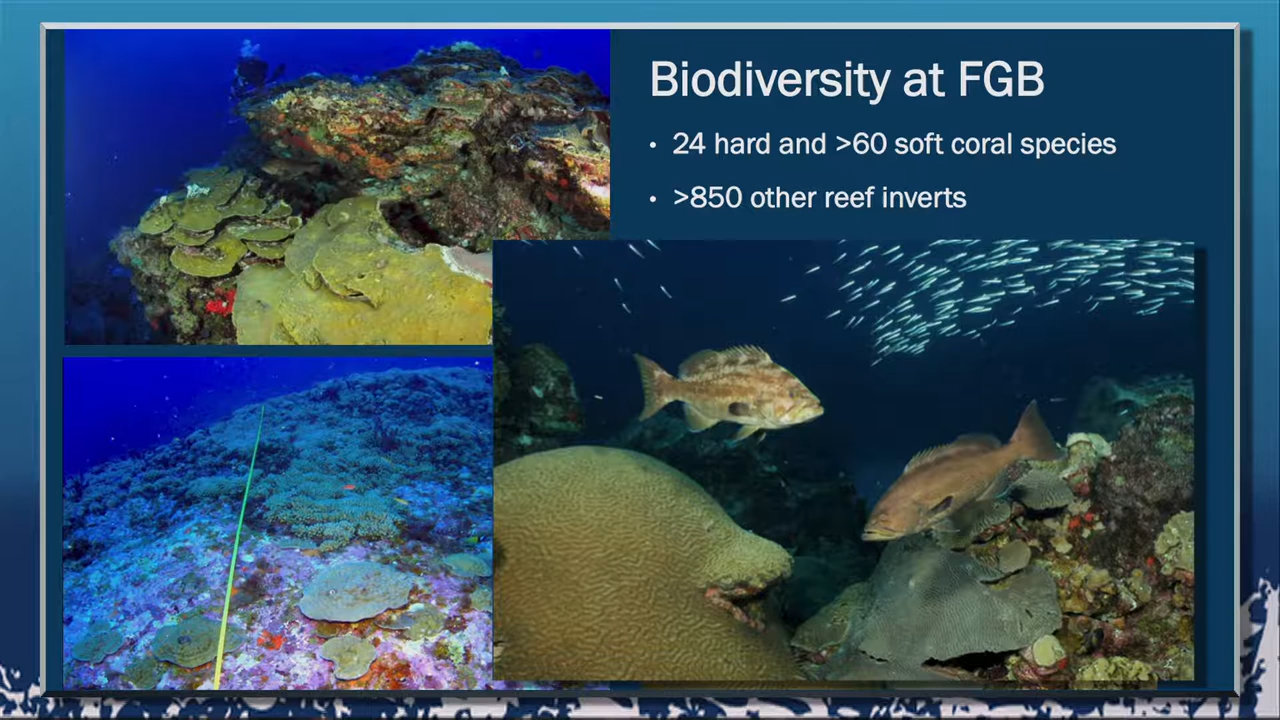 Biodiversity at FGB
• 24 hard and >60 soft coral species
• >850 other reef inverts